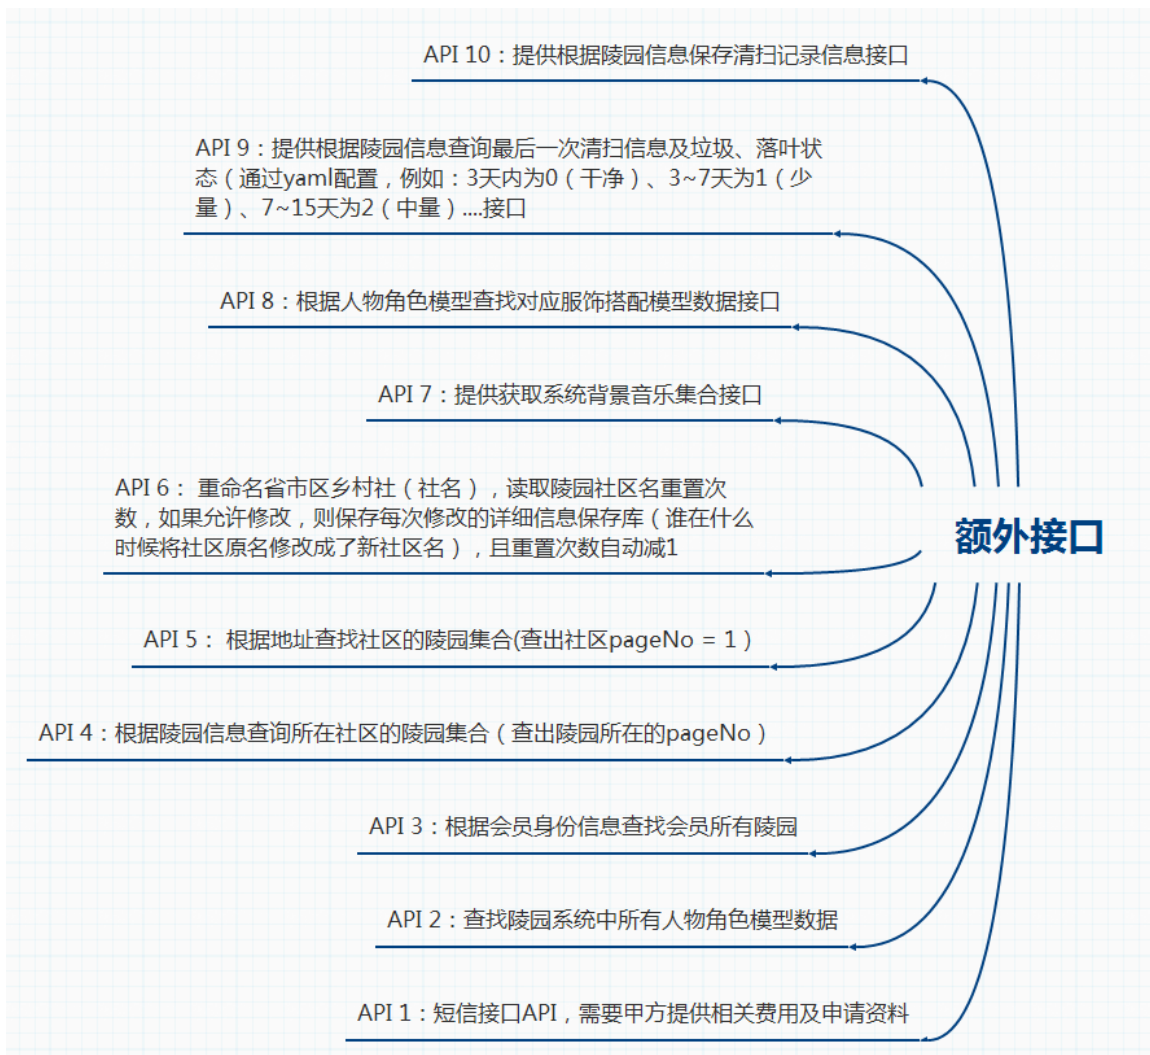 API 10：提供根据陵园信息保存清扫记录信息接口
API 9：提供根据陵园信息查询最后一次清扫信息及垃圾、落叶状
态（通过yaml配置，例如：3天内为0（干净）、3~7天为1（少
量）、7~15天为2（中量）....接口
API 8：根据人物角色模型查找对应服饰搭配模型数据接口
API 7：提供获取系统背景音乐集合接口
API 6： 重命名省市区乡村社（社名），读取陵园社区名重置次
数，如果允许修改，则保存每次修改的详细信息保存库（谁在什么
时候将社区原名修改成了新社区名），且重置次数自动减1
额外接口
API 5： 根据地址查找社区的陵园集合(查出社区pageNo = 1）
API 4：根据陵园信息查询所在社区的陵园集合（查出陵园所在的pageNo）
API 3：根据会员身份信息查找会员所有陵园
API 2：查找陵园系统中所有人物角色模型数据
API 1：短信接口API，需要甲方提供相关费用及申请资料